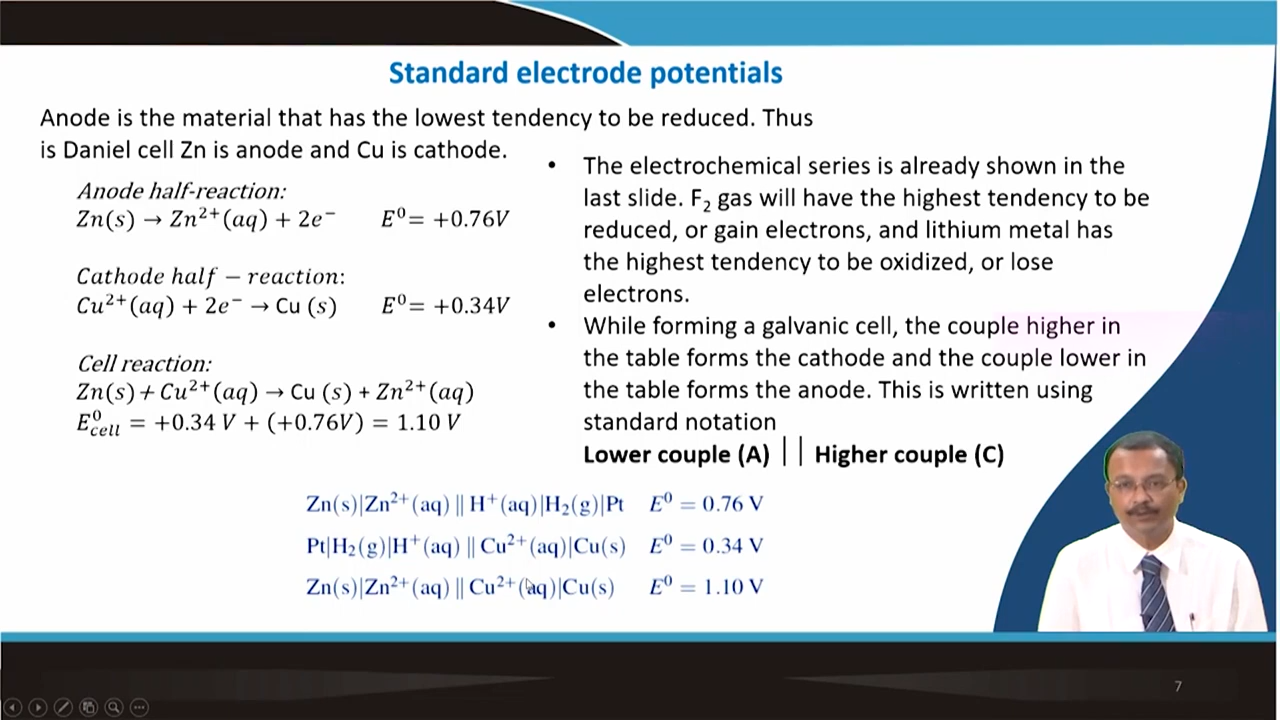 Standard electrode potentials
Anode is the material that has the lowest tendency to be reduced. Thus
is Daniel cell Zn is anode and Cu is cathode.
Anode half-reaction:
Zn(s) → Zn²⁺(aq) + 2e⁻ E⁰= +0.76V
Cathode half − reaction:
Cu²⁺(aq) + 2e⁻ → Cu (s) E⁰= +0.34V
Cell reaction:
Zn(s) + Cu²⁺(aq) → Cu (s) + Zn²⁺(aq)
E⁰cell = +0.34 V + (+0.76V) = 1.10 V
• The electrochemical series is already shown in the
last slide. F₂ gas will have the highest tendency to be
reduced, or gain electrons, and lithium metal has
the highest tendency to be oxidized, or lose
electrons.
• While forming a galvanic cell, the couple higher in
the table forms the cathode and the couple lower in
the table forms the anode. This is written using
standard notation
Lower couple (A) || Higher couple (C)
Zn(s)|Zn²⁺(aq) || H⁺(aq)|H₂(g)|Pt E⁰ = 0.76 V
Pt|H₂(g)|H⁺(aq) || Cu²⁺(aq)|Cu(s) E⁰ = 0.34 V
Zn(s)|Zn²⁺(aq) || Cu²⁺(aq)|Cu(s) E⁰ = 1.10 V
7